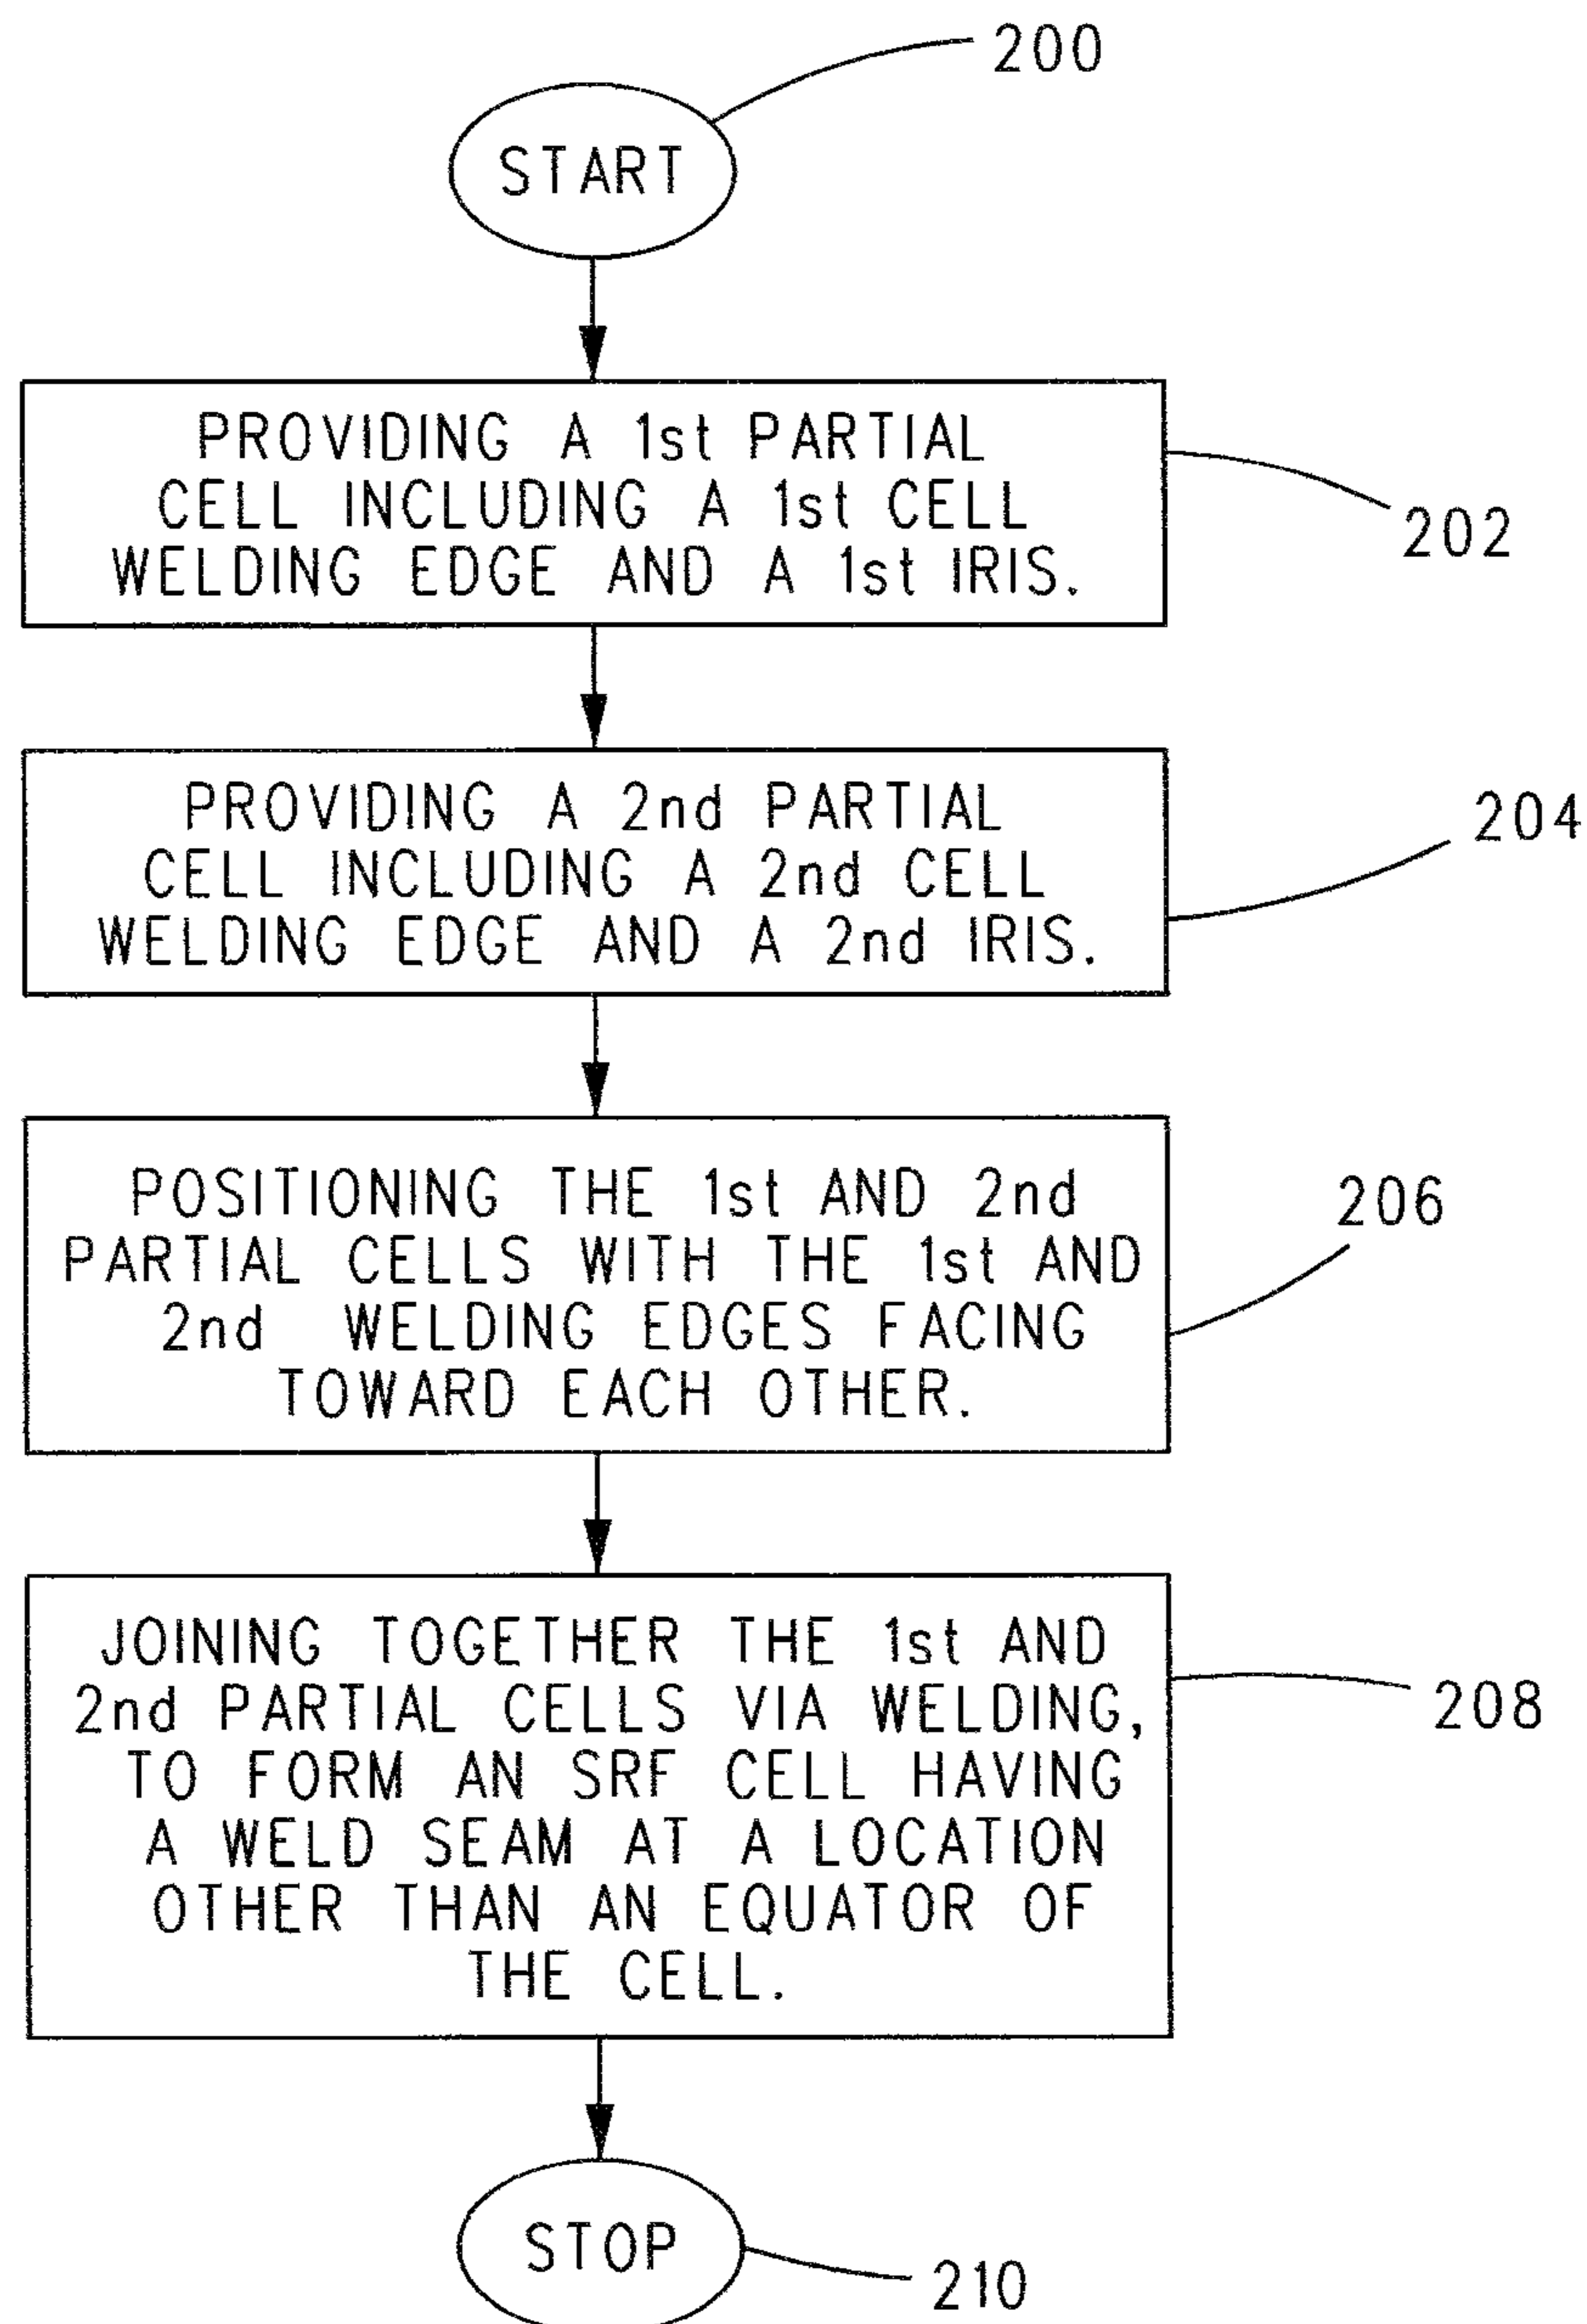 200
START
PROVIDING A 1st PARTIAL
CELL INCLUDING A 1st CELL
WELDING EDGE AND A 1st IRIS.
202
PROVIDING A 2nd PARTIAL
CELL INCLUDING A 2nd CELL
WELDING EDGE AND A 2nd IRIS.
204
POSITIONING THE 1st AND 2nd
PARTIAL CELLS WITH THE 1st AND
2nd WELDING EDGES FACING
TOWARD EACH OTHER.
206
JOINING TOGETHER THE 1st AND
2nd PARTIAL CELLS VIA WELDING,
TO FORM AN SRF CELL HAVING
A WELD SEAM AT A LOCATION
OTHER THAN AN EQUATOR OF
THE CELL.
208
STOP
210